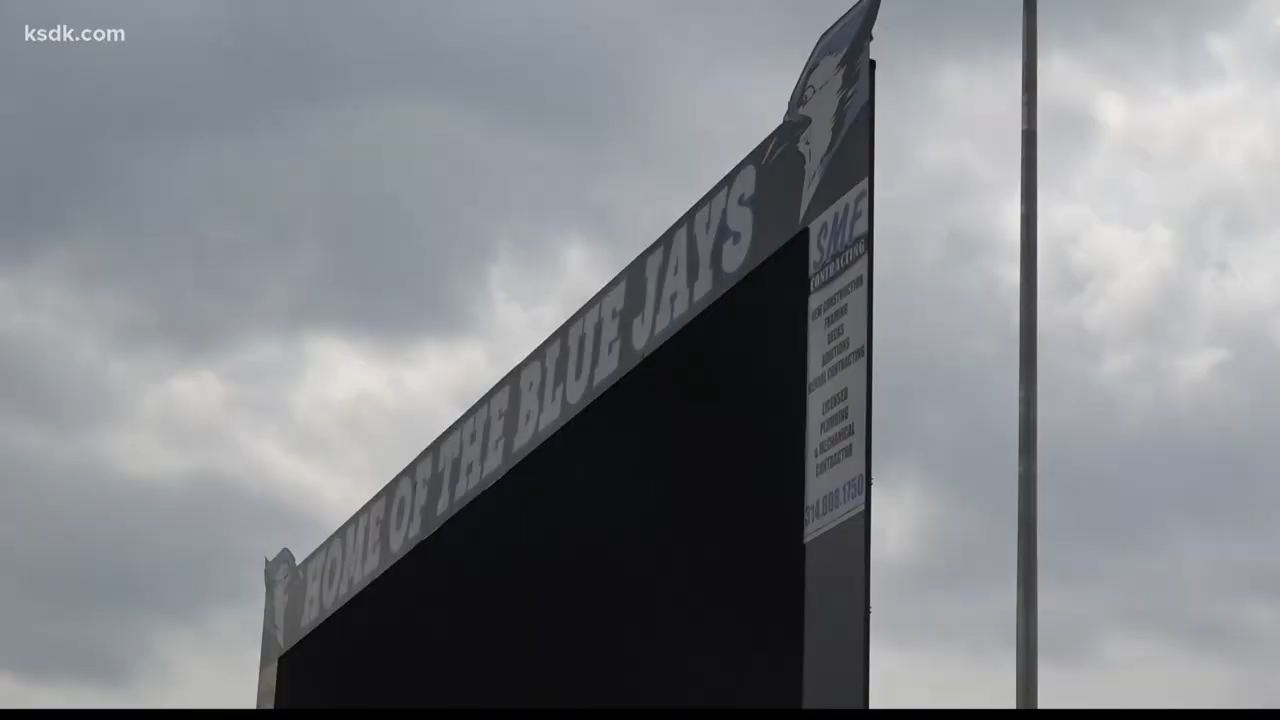 ksdk.com
HOME OF THE BLUE JAYS
SMF
CONTRACTING
NEW CONSTRUCTION
FRAMING
DECKS
ADDITIONS
GENERAL CONTRACTING
LICENSED
PLUMBING
& MECHANICAL
CONTRACTOR
314.808.1750